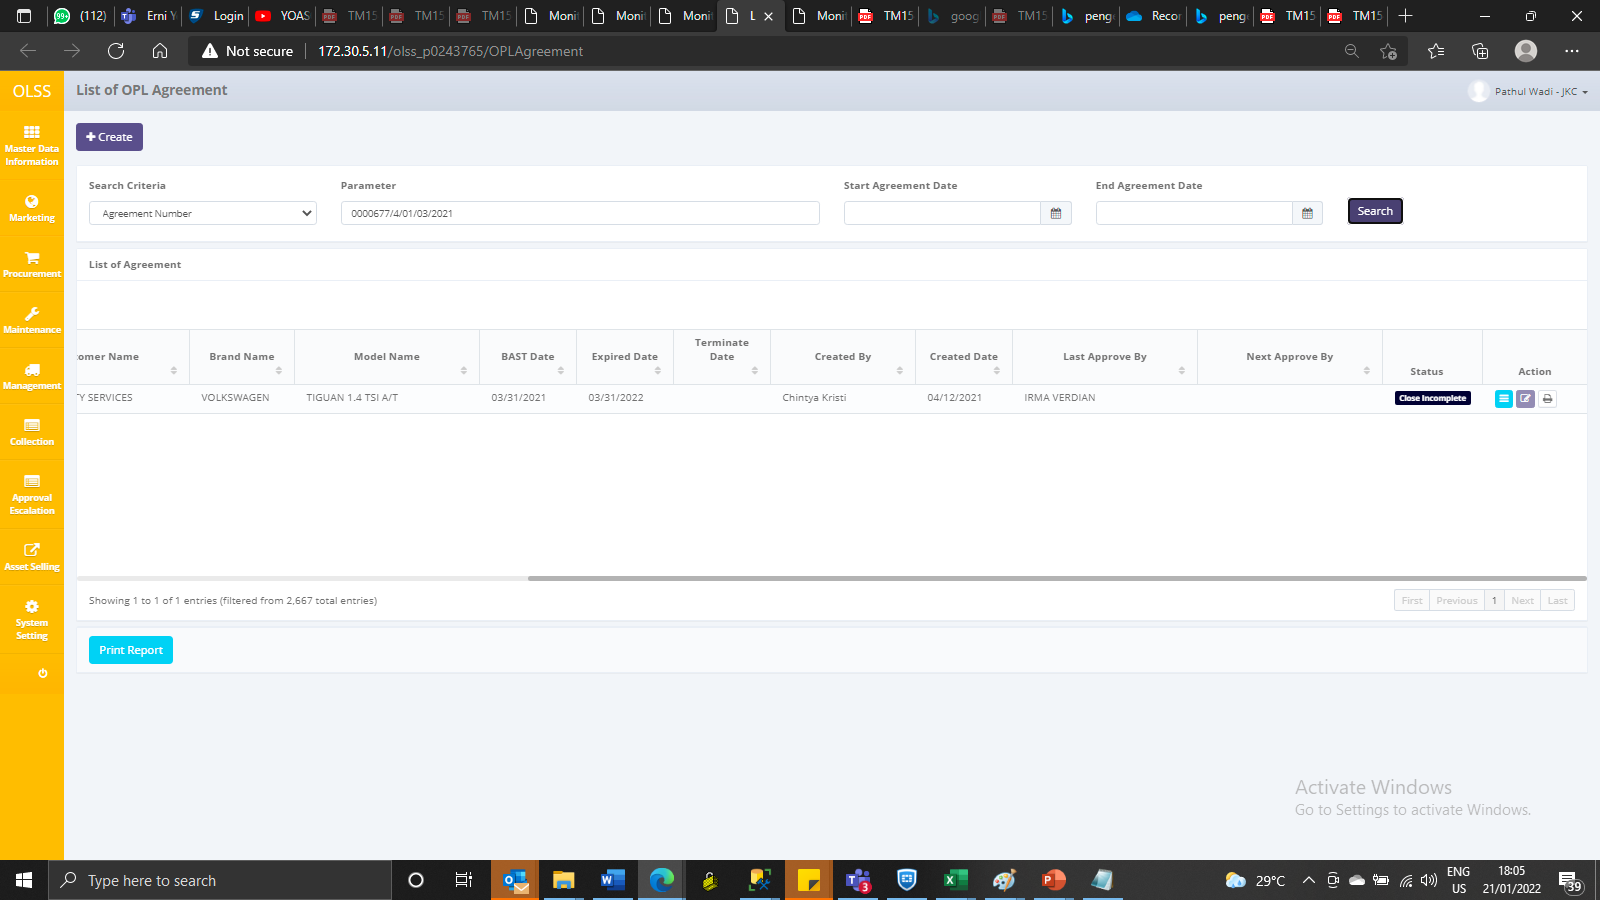 (112)
Erni Y
Login
YOAS
TM15
TM15
TM15
Moni
Moni
Moni
L
Moni
TM15
goog
TM15
peng
Recor
peng
TM15
TM15
Not secure
172.30.5.11/olss_p0243765/OPLAgreement
OLSS
List of OPL Agreement
Pathul Wadi - JKC
Create
Master Data
Information
Marketing
Procurement
Maintenance
Management
Collection
Approval
Escalation
Asset Selling
System
Setting
Search Criteria
Parameter
Start Agreement Date
End Agreement Date
Agreement Number
0000677/4/01/03/2021
Search
List of Agreement
omer Name
Brand Name
Model Name
BAST Date
Expired Date
Terminate
Date
Created By
Created Date
Last Approve By
Next Approve By
Status
Action
TY SERVICES
VOLKSWAGEN
TIGUAN 1.4 TSI A/T
03/31/2021
03/31/2022
Chintya Kristi
04/12/2021
IRMA VERDIAN
Close Incomplete
Showing 1 to 1 of 1 entries (filtered from 2,667 total entries)
First
Previous
1
Next
Last
Print Report
Activate Windows
Go to Settings to activate Windows.
Type here to search
3
29°C
ENG
US
18:05
21/01/2022
39